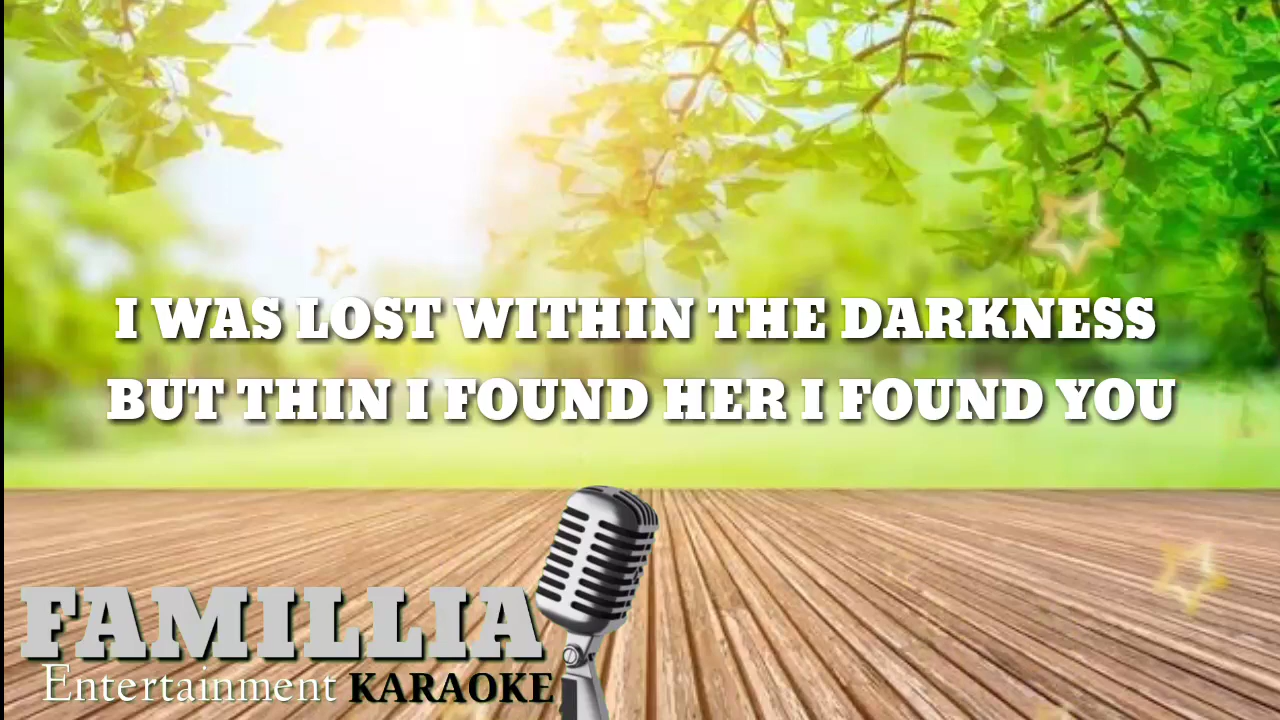 I WAS LOST WITHIN THE DARKNESS
BUT THIN I FOUND HER I FOUND YOU
FAMILLIA
Entertainment KARAOKE